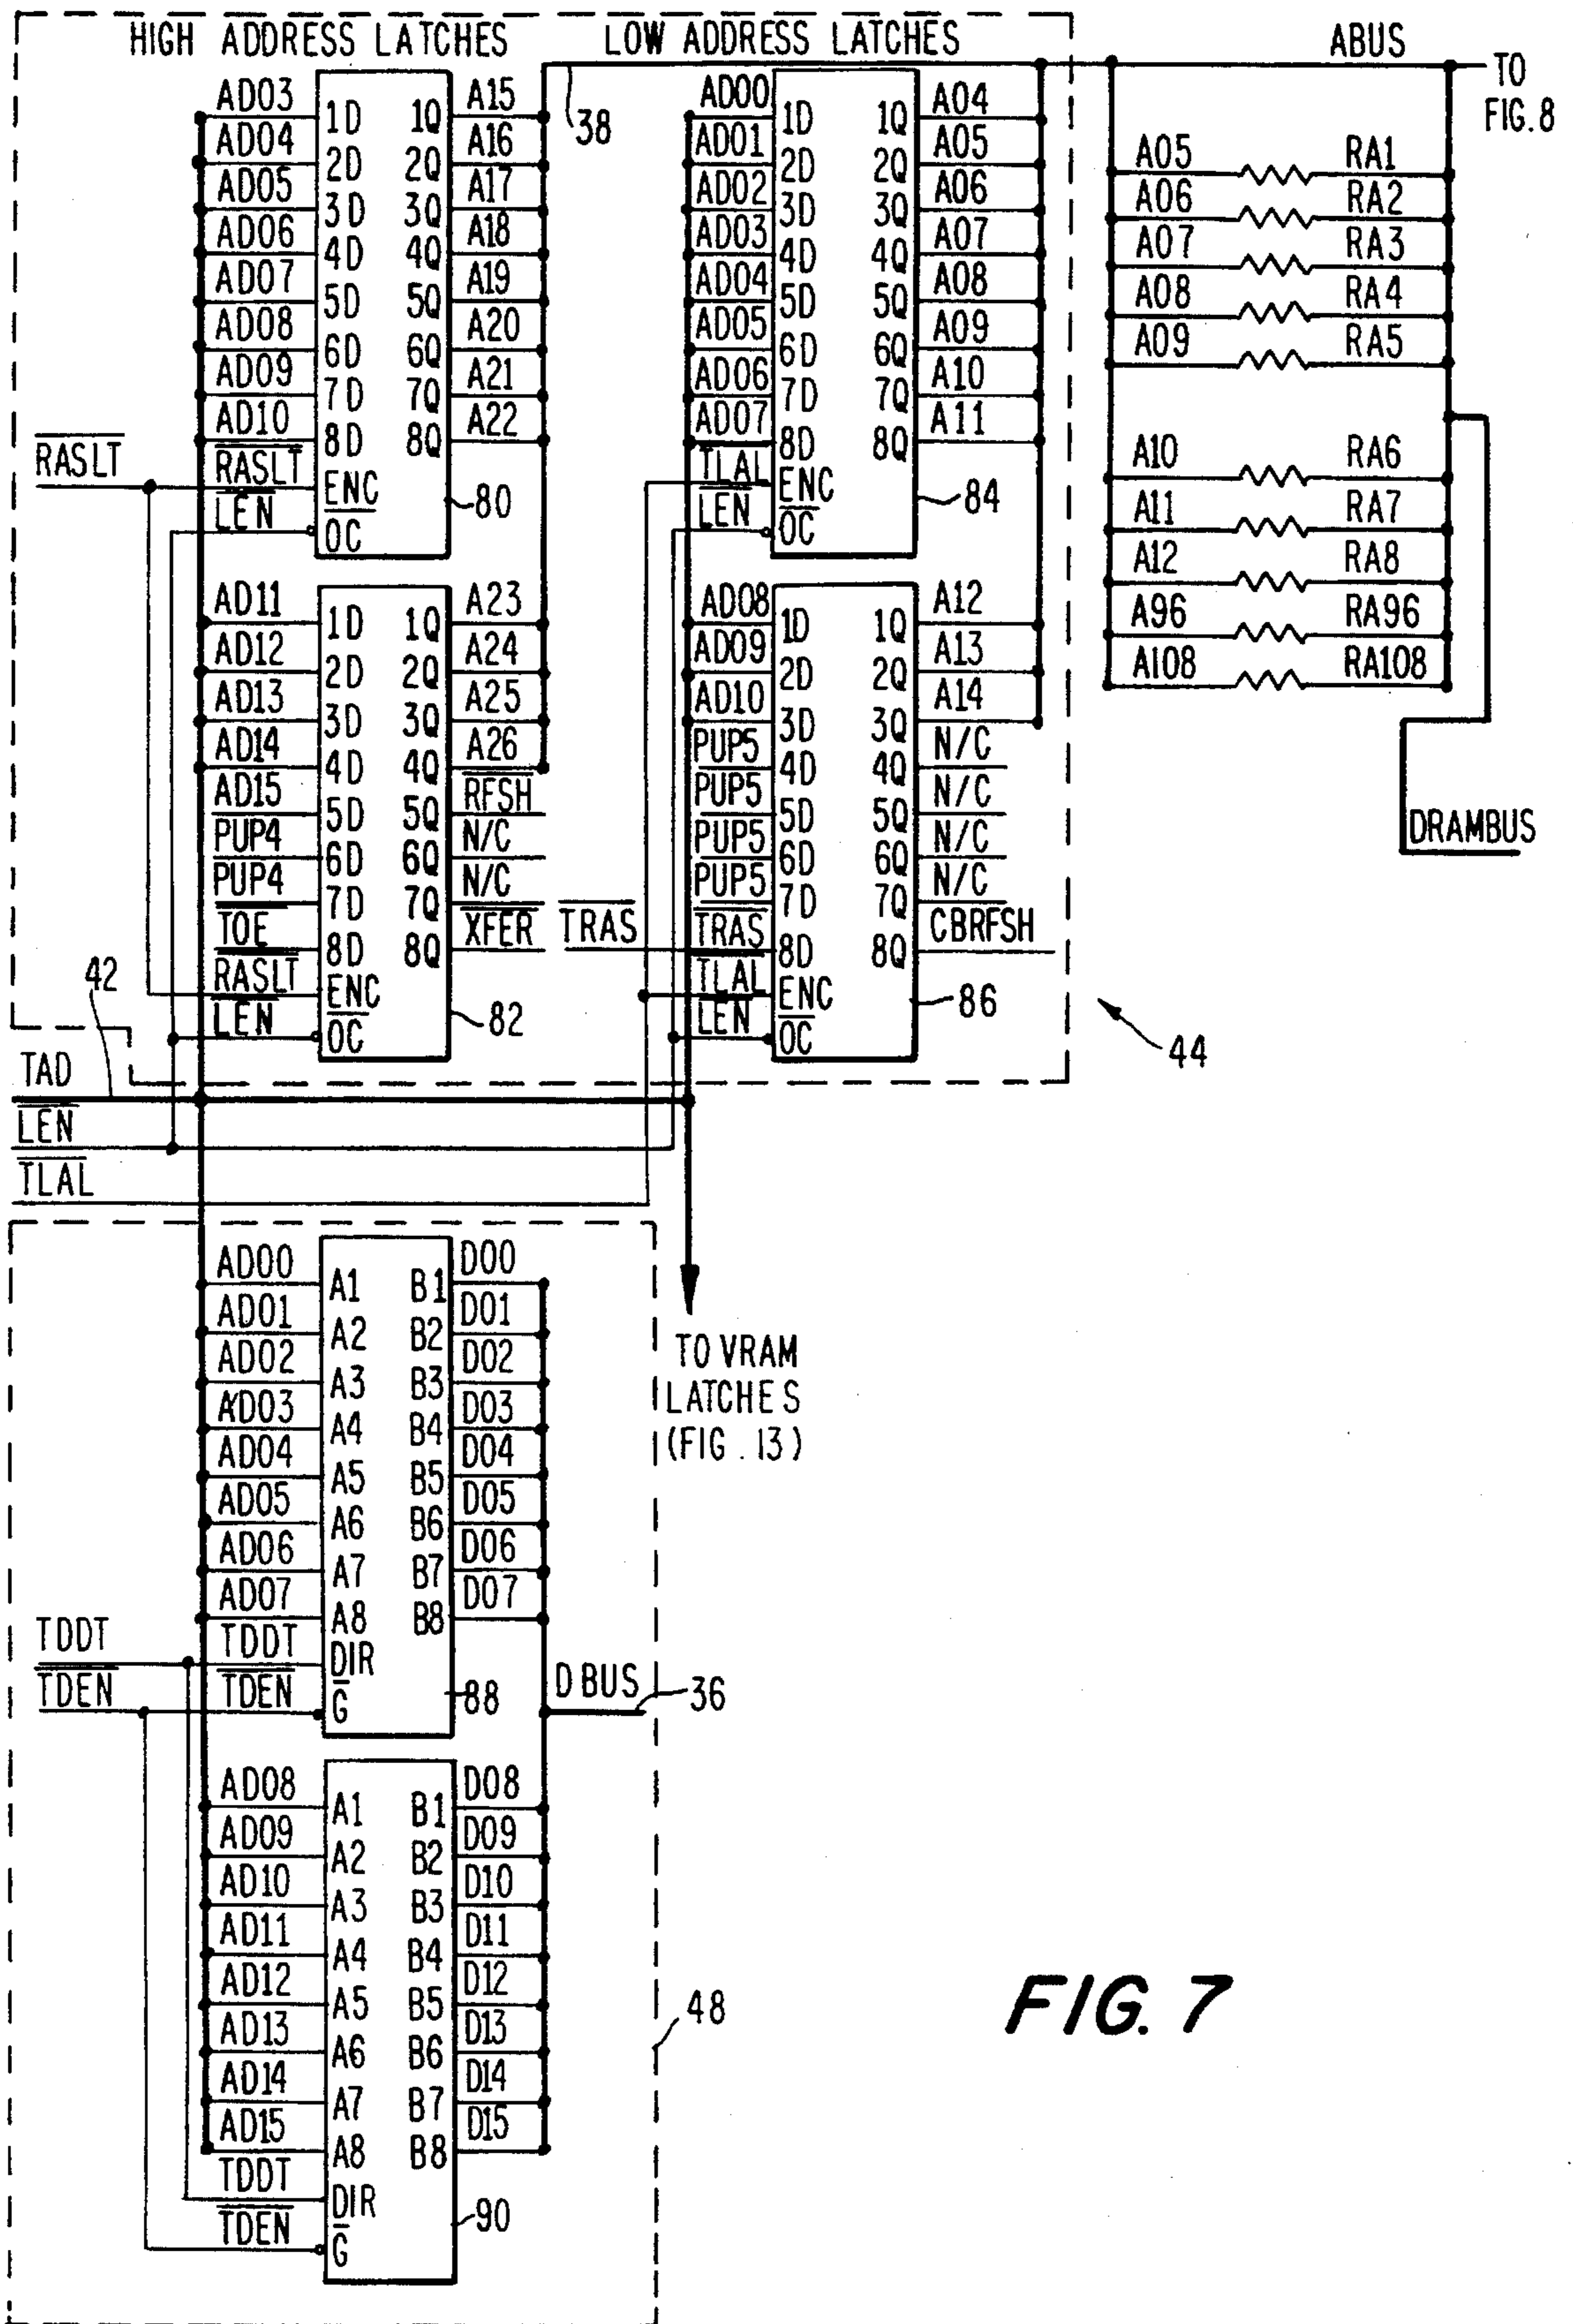 HIGH ADDRESS LATCHES
LOW ADDRESS LATCHES
ABUS
TO
FIG. 8
38
AD03 1D 1Q A15
AD04 2D 2Q A16
AD05 3D 3Q A17
AD06 4D 4Q A18
AD07 5D 5Q A19
AD08 6D 6Q A20
AD09 7D 7Q A21
AD10 8D 8Q A22
RASLT
RASLT ENC
LEN OC
80
AD11 1D 1Q A23
AD12 2D 2Q A24
AD13 3D 3Q A25
AD14 4D 4Q A26
AD15 5D 5Q RFSH
PUP4 6D 6Q N/C
PUP4 7D 7Q N/C
TOE 8D 8Q XFER
RASLT ENC
LEN OC
82
AD00 1D 1Q A04
AD01 2D 2Q A05
AD02 3D 3Q A06
AD03 4D 4Q A07
AD04 5D 5Q A08
AD05 6D 6Q A09
AD06 7D 7Q A10
AD07 8D 8Q A11
TLAL ENC
LEN OC
84
AD08 1D 1Q A12
AD09 2D 2Q A13
AD10 3D 3Q A14
PUP5 4D 4Q N/C
PUP5 5D 5Q N/C
PUP5 6D 6Q N/C
PUP5 7D 7Q N/C
TRAS
TRAS 8D 8Q CBRFSH
TLAL ENC
LEN OC
86
44
A05 RA1
A06 RA2
A07 RA3
A08 RA4
A09 RA5
A10 RA6
A11 RA7
A12 RA8
A96 RA96
A108 RA108
DRAMBUS
42
TAD
LEN
TLAL
AD00 A1 B1 D00
AD01 A2 B2 D01
AD02 A3 B3 D02
AD03 A4 B4 D03
AD04 A5 B5 D04
AD05 A6 B6 D05
AD06 A7 B7 D06
AD07 A8 B8 D07
TDDT
TDDT DIR
TDEN
TDEN G
88
TO VRAM
LATCHES
(FIG. 13)
D BUS
36
AD08 A1 B1 D08
AD09 A2 B2 D09
AD10 A3 B3 D10
AD11 A4 B4 D11
AD12 A5 B5 D12
AD13 A6 B6 D13
AD14 A7 B7 D14
AD15 A8 B8 D15
TDDT DIR
TDEN G
90
48
FIG. 7